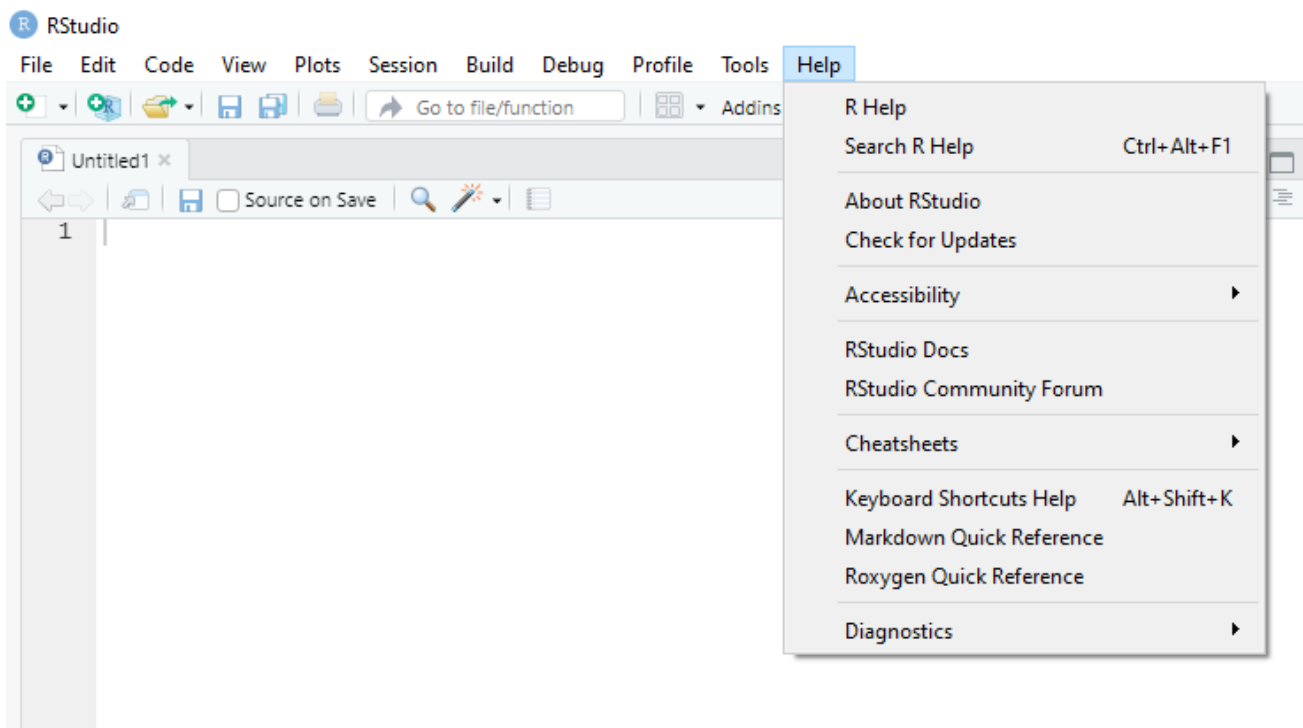 RStudio
File Edit Code View Plots Session Build Debug Profile Tools Help
Go to file/function Addins
Untitled1
Source on Save
1
R Help
Search R Help Ctrl+Alt+F1
About RStudio
Check for Updates
Accessibility
RStudio Docs
RStudio Community Forum
Cheatsheets
Keyboard Shortcuts Help Alt+Shift+K
Markdown Quick Reference
Roxygen Quick Reference
Diagnostics